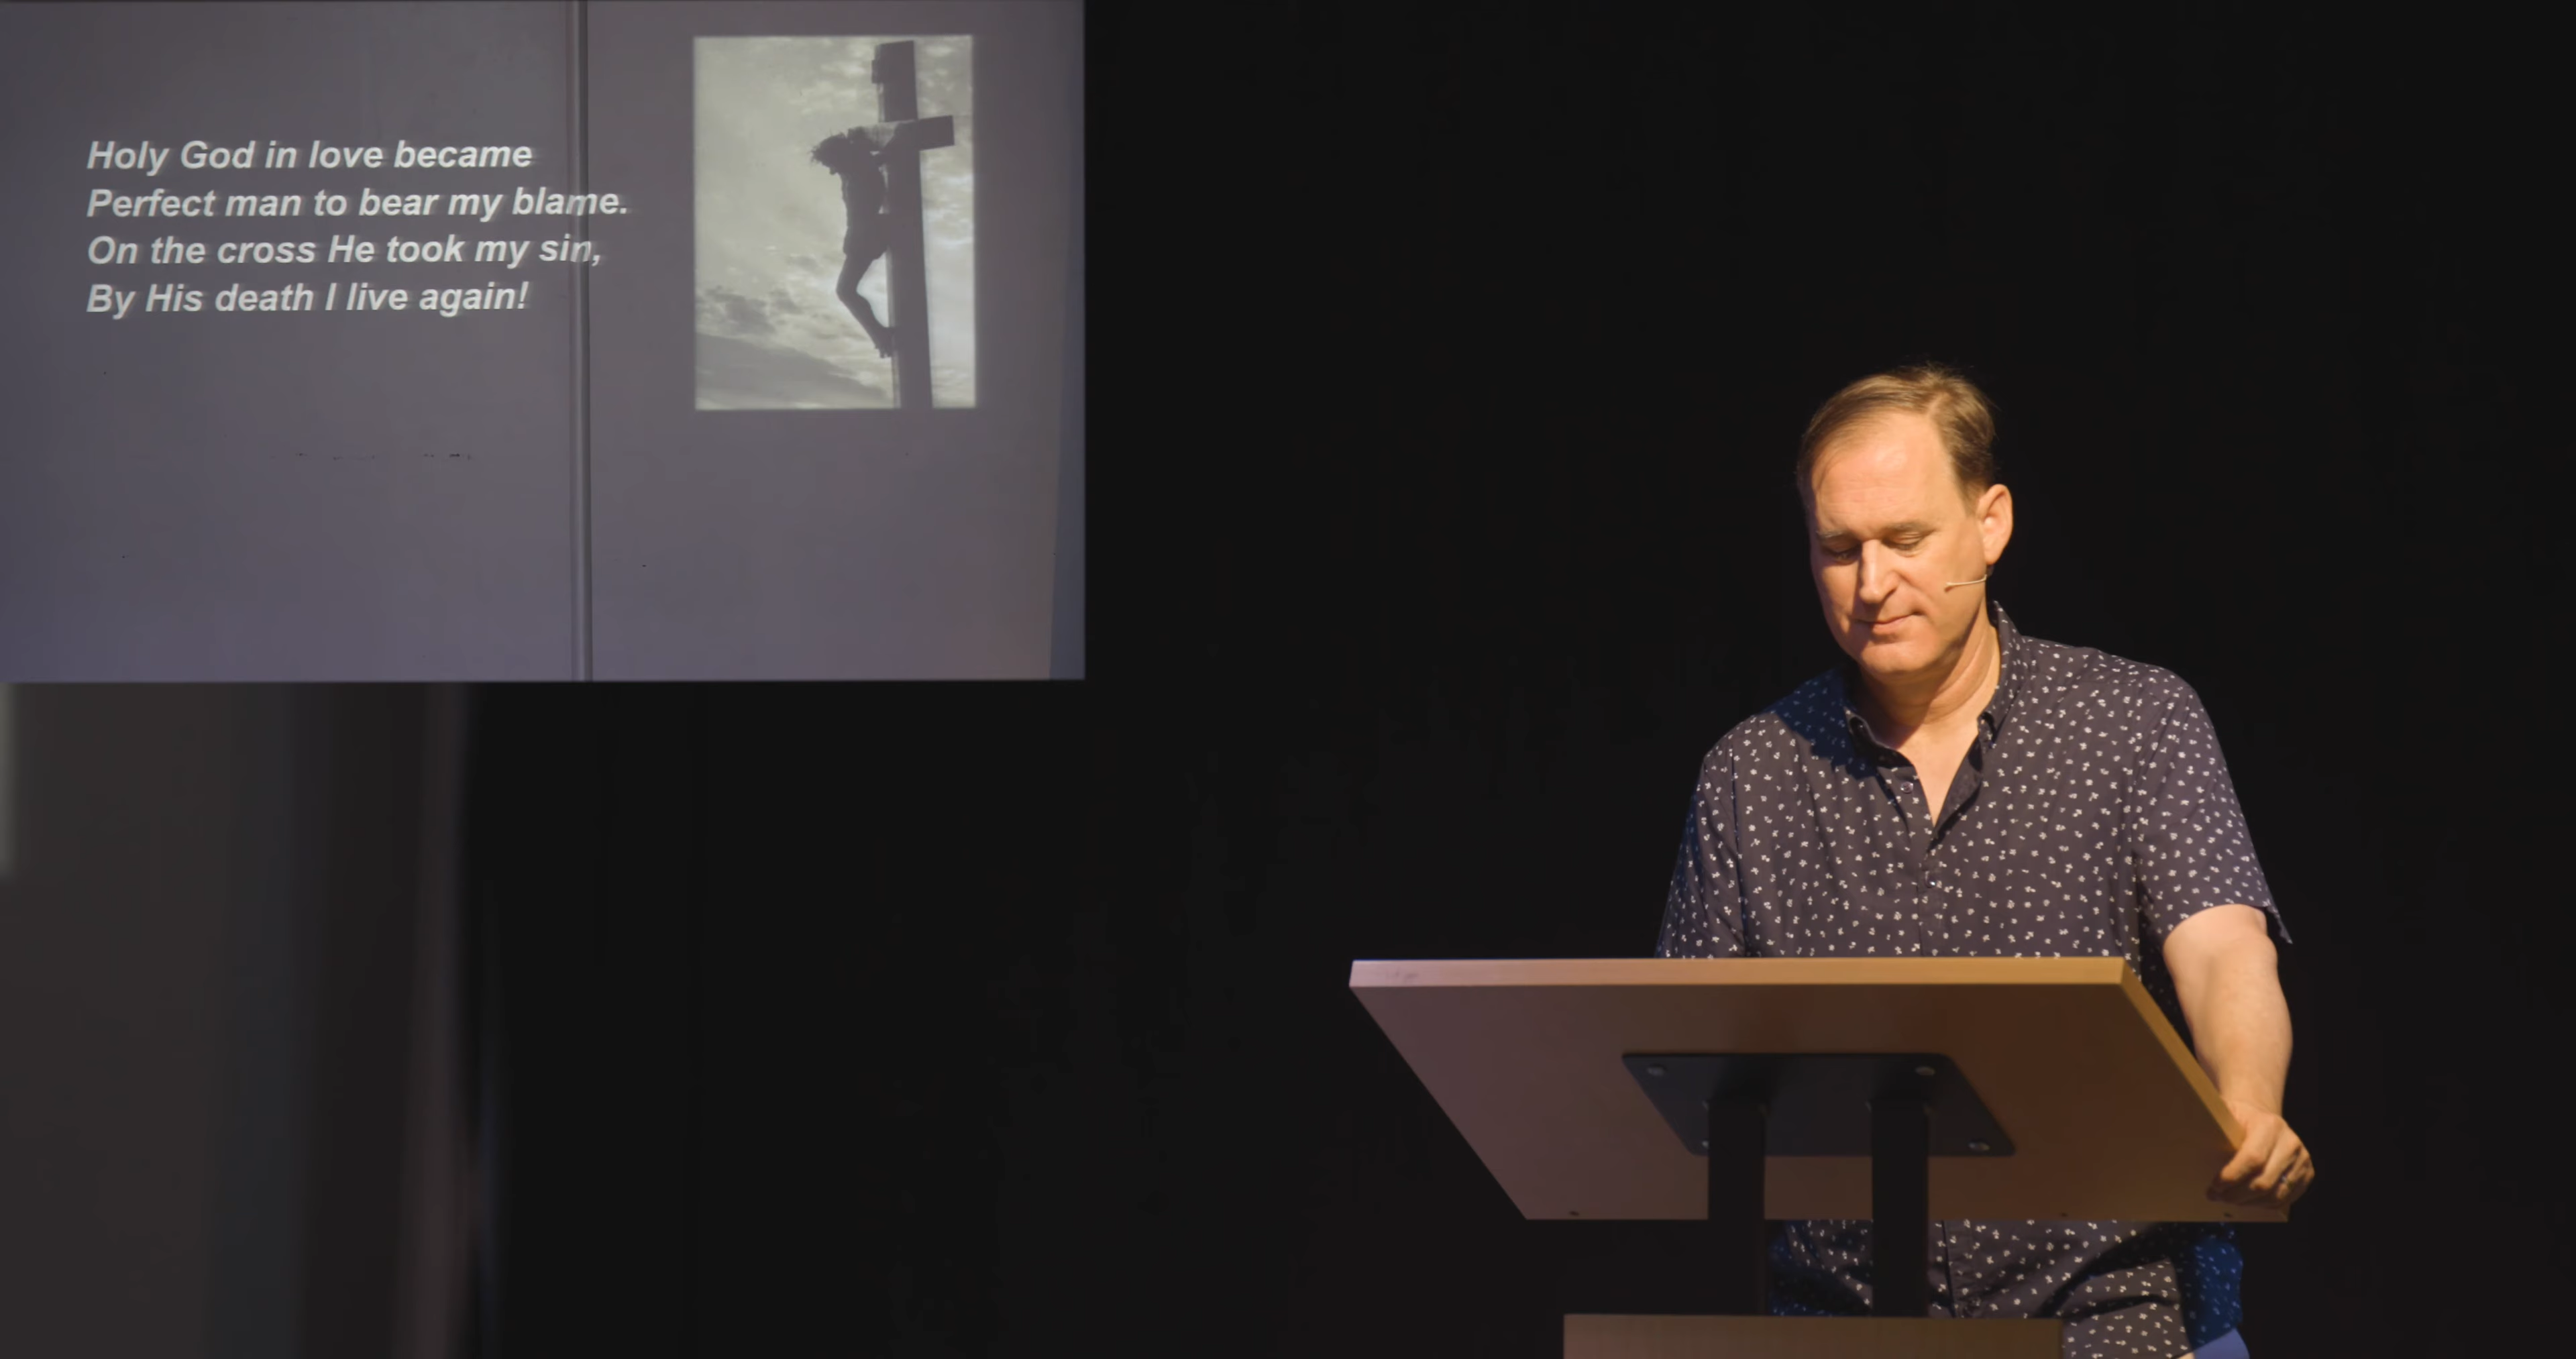 Holy God in love became
Perfect man to bear my blame.
On the cross He took my sin,
By His death I live again!